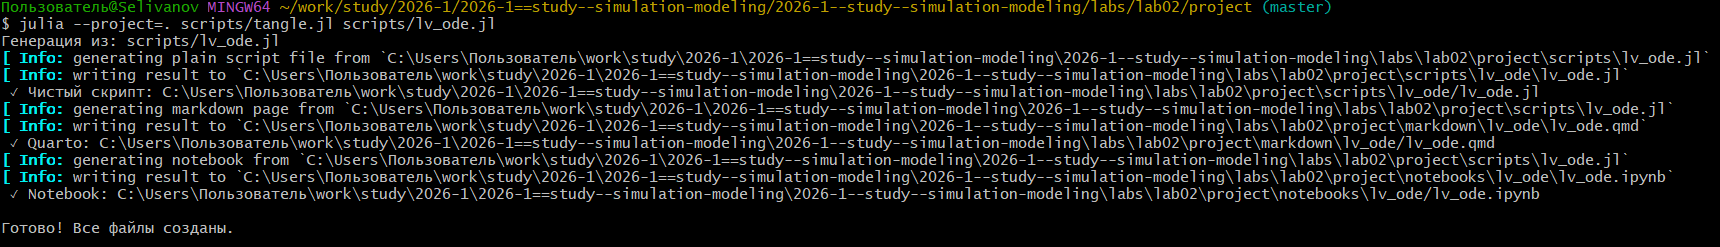 Пользователь@Selivanov MINGW64 ~/work/study/2026-1/2026-1==study--simulation-modeling/2026-1--study--simulation-modeling/labs/lab02/project (master)
$ julia --project=. scripts/tangle.jl scripts/lv_ode.jl
Генерация из: scripts/lv_ode.jl
[ Info: generating plain script file from `C:\Users\Пользователь\work\study\2026-1\2026-1==study--simulation-modeling\2026-1--study--simulation-modeling\labs\lab02\project\scripts\lv_ode.jl`
[ Info: writing result to `C:\Users\Пользователь\work\study\2026-1\2026-1==study--simulation-modeling\2026-1--study--simulation-modeling\labs\lab02\project\scripts\lv_ode\lv_ode.jl`
✓ Чистый скрипт: C:\Users\Пользователь\work\study\2026-1\2026-1==study--simulation-modeling\2026-1--study--simulation-modeling\labs\lab02\project\scripts\lv_ode/lv_ode.jl
[ Info: generating markdown page from `C:\Users\Пользователь\work\study\2026-1\2026-1==study--simulation-modeling\2026-1--study--simulation-modeling\labs\lab02\project\scripts\lv_ode.jl`
[ Info: writing result to `C:\Users\Пользователь\work\study\2026-1\2026-1==study--simulation-modeling\2026-1--study--simulation-modeling\labs\lab02\project\markdown\lv_ode\lv_ode.qmd`
✓ Quarto: C:\Users\Пользователь\work\study\2026-1\2026-1==study--simulation-modeling\2026-1--study--simulation-modeling\labs\lab02\project\markdown\lv_ode/lv_ode.qmd
[ Info: generating notebook from `C:\Users\Пользователь\work\study\2026-1\2026-1==study--simulation-modeling\2026-1--study--simulation-modeling\labs\lab02\project\scripts\lv_ode.jl`
[ Info: writing result to `C:\Users\Пользователь\work\study\2026-1\2026-1==study--simulation-modeling\2026-1--study--simulation-modeling\labs\lab02\project\notebooks\lv_ode\lv_ode.ipynb`
✓ Notebook: C:\Users\Пользователь\work\study\2026-1\2026-1==study--simulation-modeling\2026-1--study--simulation-modeling\labs\lab02\project\notebooks\lv_ode/lv_ode.ipynb
Готово! Все файлы созданы.